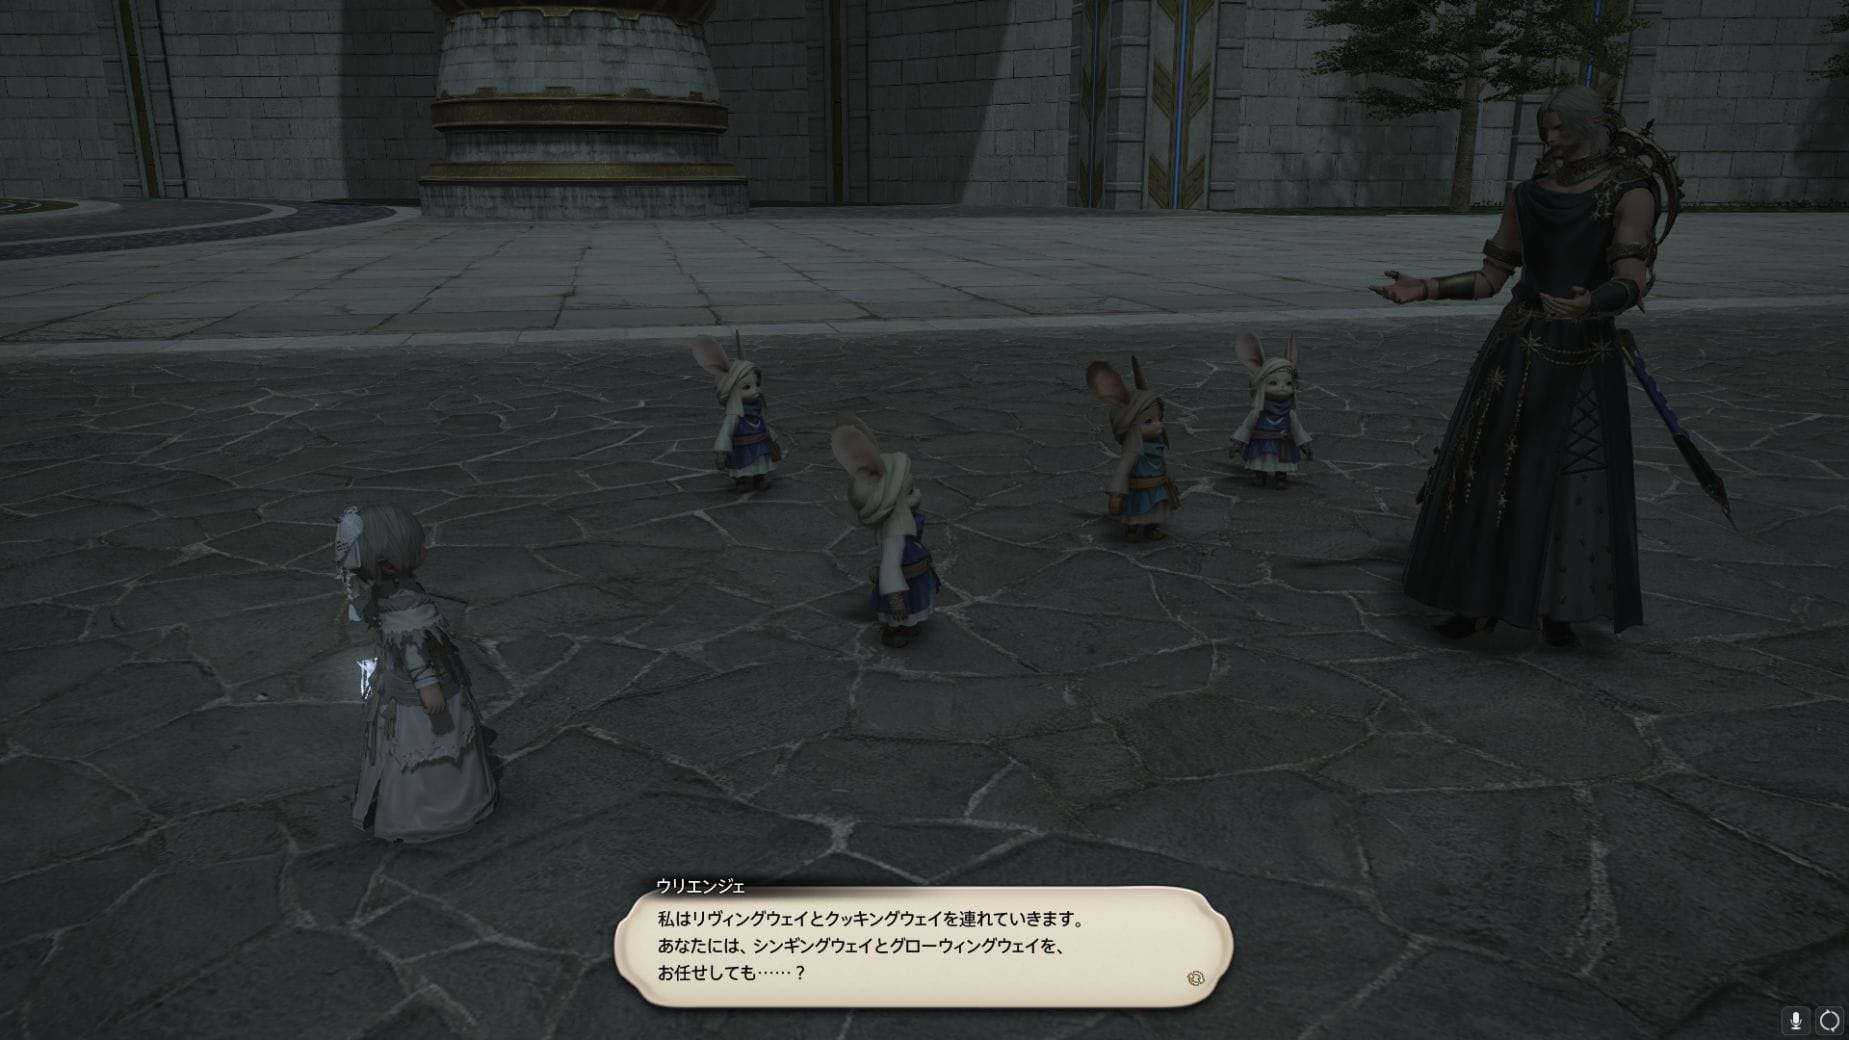 ウリエンジェ
私はリヴィングウェイとクッキングウェイを連れていきます。
あなたには、シンギングウェイとグローウィングウェイを、
お任せしても……？